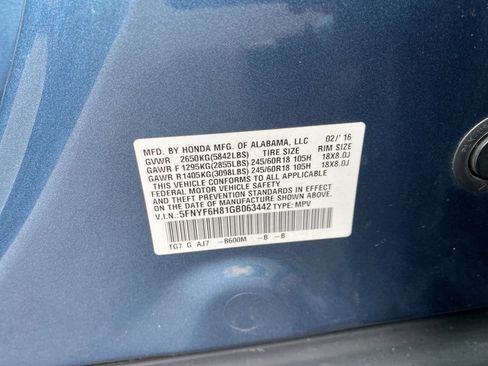 MFD. BY HONDA MFG. OF ALABAMA, LLC 02/'16
GVWR 2650KG(5842LBS) TIRE SIZE RIM SIZE
GAWR F 1295KG(2855LBS) 245/60R18 105H 18X8.0J
GAWR R1405KG(3098LBS) 245/60R18 105H 18X8.0J
THIS VEHICLE CONFORMS TO ALL APPLICABLE
FEDERAL MOTOR VEHICLE SAFETY, BUMPER,
AND THEFT PREVENTION STANDARDS IN EFFECT
ON THE DATE OF MANUFACTURE SHOWN ABOVE.
V.I.N.: 5FNYF6H81GB063442 TYPE: MPV
TG7 G AJ7 -B600M -B -B